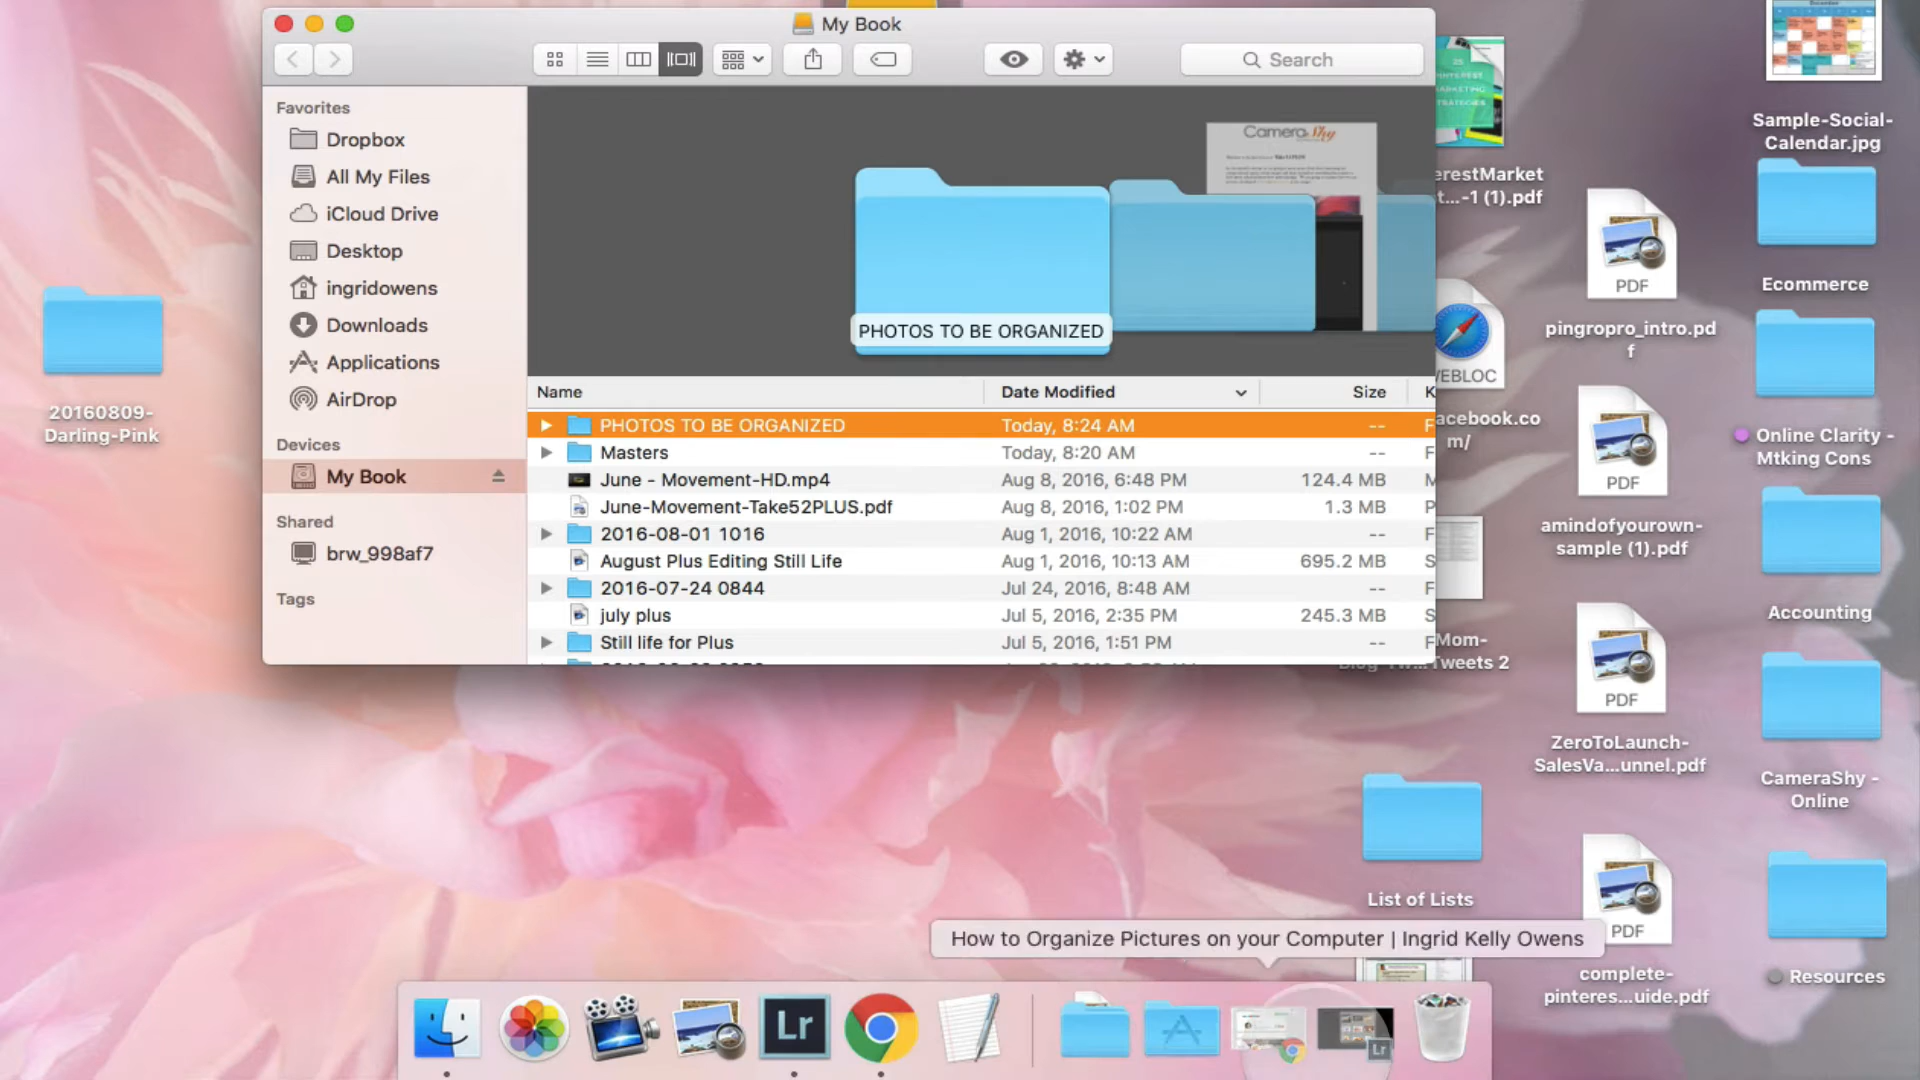 My Book
Search
Favorites
Dropbox
All My Files
iCloud Drive
Desktop
ingridowens
Downloads
Applications
AirDrop
Devices
My Book
Shared
brw_998af7
Tags
Camera Shy
PHOTOS TO BE ORGANIZED
Name Date Modified Size K
PHOTOS TO BE ORGANIZED Today, 8:24 AM -- F
Masters Today, 8:20 AM -- F
June - Movement-HD.mp4 Aug 8, 2016, 6:48 PM 124.4 MB M
June-Movement-Take52PLUS.pdf Aug 8, 2016, 1:02 PM 1.3 MB P
2016-08-01 1016 Aug 1, 2016, 10:22 AM -- F
August Plus Editing Still Life Aug 1, 2016, 10:13 AM 695.2 MB S
2016-07-24 0844 Jul 24, 2016, 8:48 AM -- F
july plus Jul 5, 2016, 2:35 PM 245.3 MB S
Still life for Plus Jul 5, 2016, 1:51 PM -- F
20160809-
Darling-Pink
erestMarket
t...-1 (1).pdf
EBLOC
acebook.co
m/
Mom-
Tweets 2
List of Lists
PDF
pingropro_intro.pd
f
PDF
amindofyourown-
sample (1).pdf
PDF
ZeroToLaunch-
SalesVa...unnel.pdf
PDF
complete-
pinteres...uide.pdf
Sample-Social-
Calendar.jpg
Ecommerce
Online Clarity -
Mtking Cons
Accounting
CameraShy -
Online
Resources
How to Organize Pictures on your Computer | Ingrid Kelly Owens
Lr
Lr